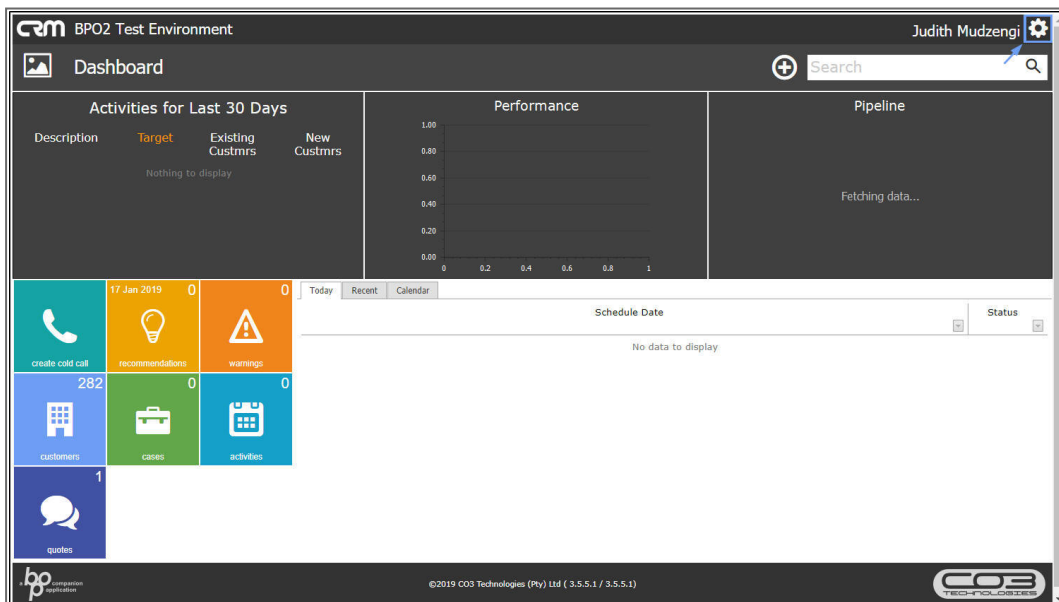 CRM BPO2 Test Environment
Judith Mudzengi
Dashboard
Search
Activities for Last 30 Days
Description Target Existing Custmrs New Custmrs
Nothing to display
Performance
1.00
0.80
0.60
0.40
0.20
0.00
0 0.2 0.4 0.6 0.8 1
Pipeline
Fetching data...
create cold call
17 Jan 2019 0
recommendations
0
warnings
282
customers
0
cases
0
activities
1
quotes
Today Recent Calendar
Schedule Date Status
No data to display
a bp companion application
©2019 CO3 Technologies (Pty) Ltd ( 3.5.5.1 / 3.5.5.1)
CO3
TECHNOLOGIES